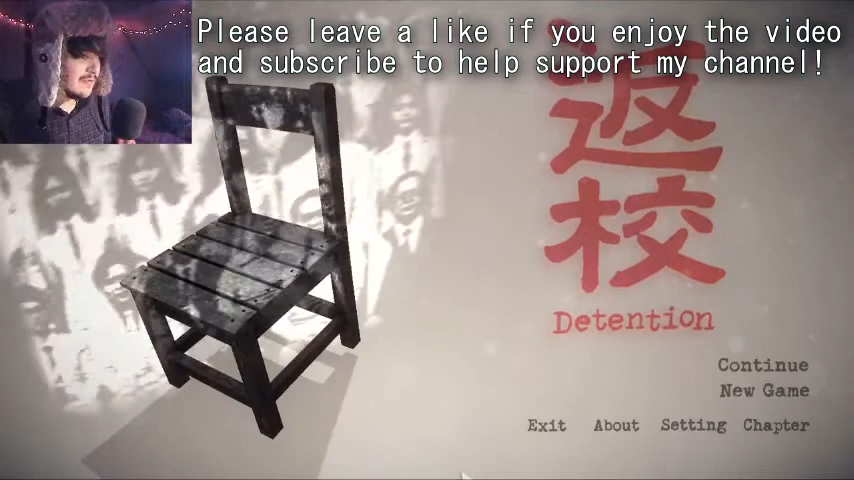 Please leave a like if you enjoy the video
and subscribe to help support my channel!
返
校
Detention
Continue
New Game
Exit About Setting Chapter